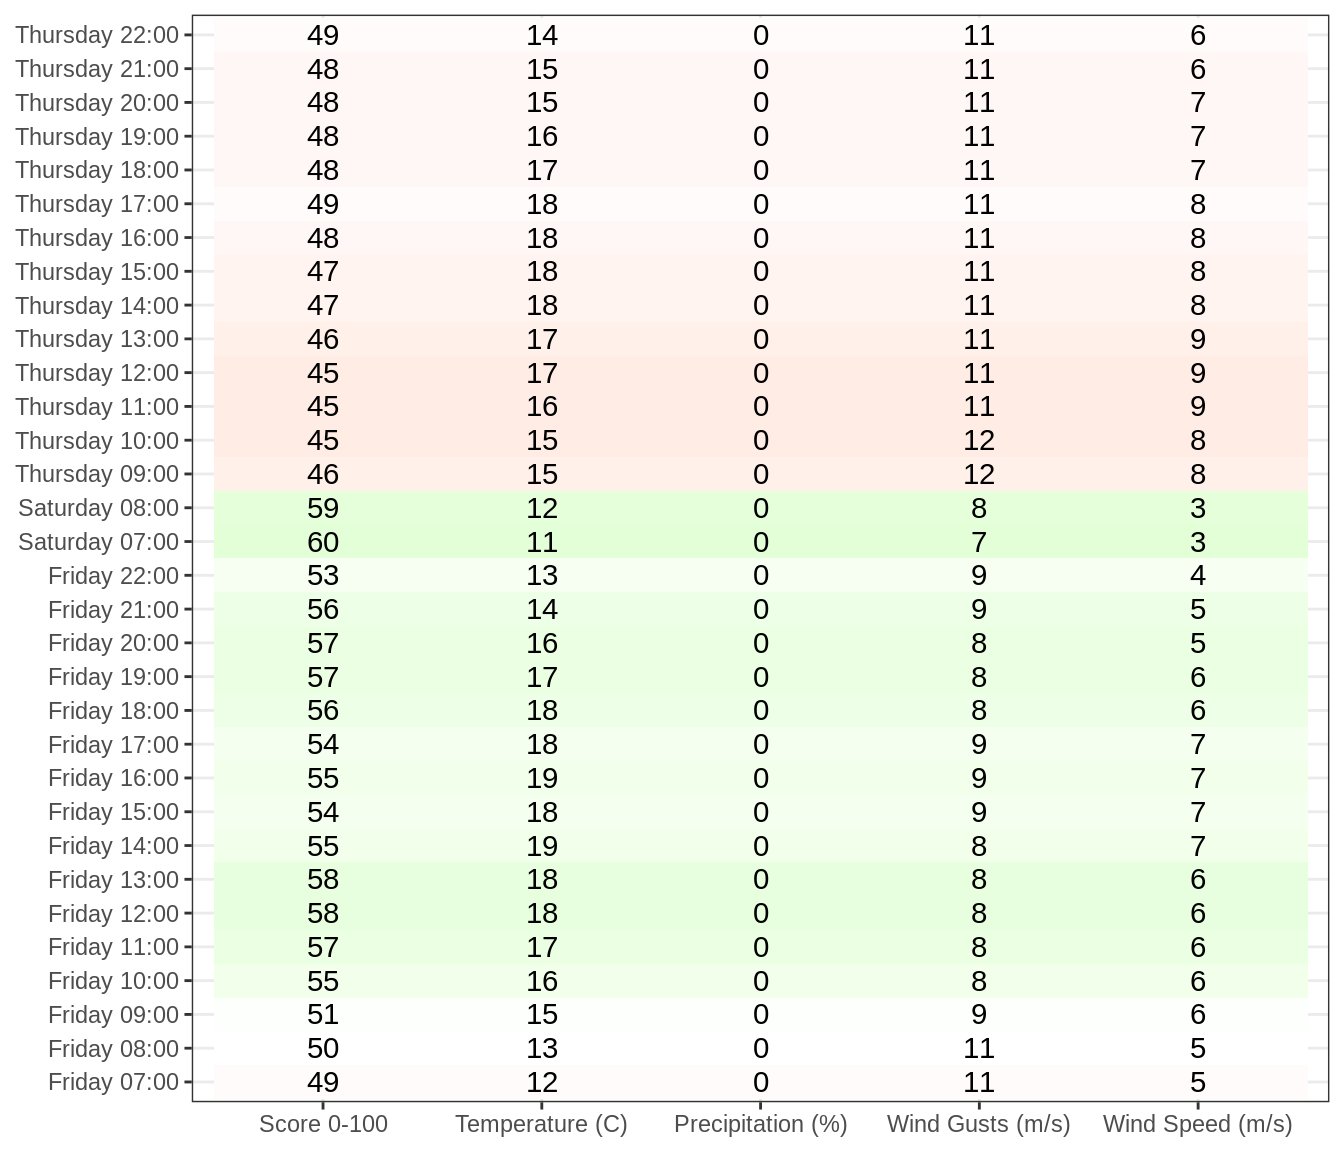 Thursday 22:00 49 14 0 11 6
Thursday 21:00 48 15 0 11 6
Thursday 20:00 48 15 0 11 7
Thursday 19:00 48 16 0 11 7
Thursday 18:00 48 17 0 11 7
Thursday 17:00 49 18 0 11 8
Thursday 16:00 48 18 0 11 8
Thursday 15:00 47 18 0 11 8
Thursday 14:00 47 18 0 11 8
Thursday 13:00 46 17 0 11 9
Thursday 12:00 45 17 0 11 9
Thursday 11:00 45 16 0 11 9
Thursday 10:00 45 15 0 12 8
Thursday 09:00 46 15 0 12 8
Saturday 08:00 59 12 0 8 3
Saturday 07:00 60 11 0 7 3
Friday 22:00 53 13 0 9 4
Friday 21:00 56 14 0 9 5
Friday 20:00 57 16 0 8 5
Friday 19:00 57 17 0 8 6
Friday 18:00 56 18 0 8 6
Friday 17:00 54 18 0 9 7
Friday 16:00 55 19 0 9 7
Friday 15:00 54 18 0 9 7
Friday 14:00 55 19 0 8 7
Friday 13:00 58 18 0 8 6
Friday 12:00 58 18 0 8 6
Friday 11:00 57 17 0 8 6
Friday 10:00 55 16 0 8 6
Friday 09:00 51 15 0 9 6
Friday 08:00 50 13 0 11 5
Friday 07:00 49 12 0 11 5
Score 0-100 Temperature (C) Precipitation (%) Wind Gusts (m/s) Wind Speed (m/s)